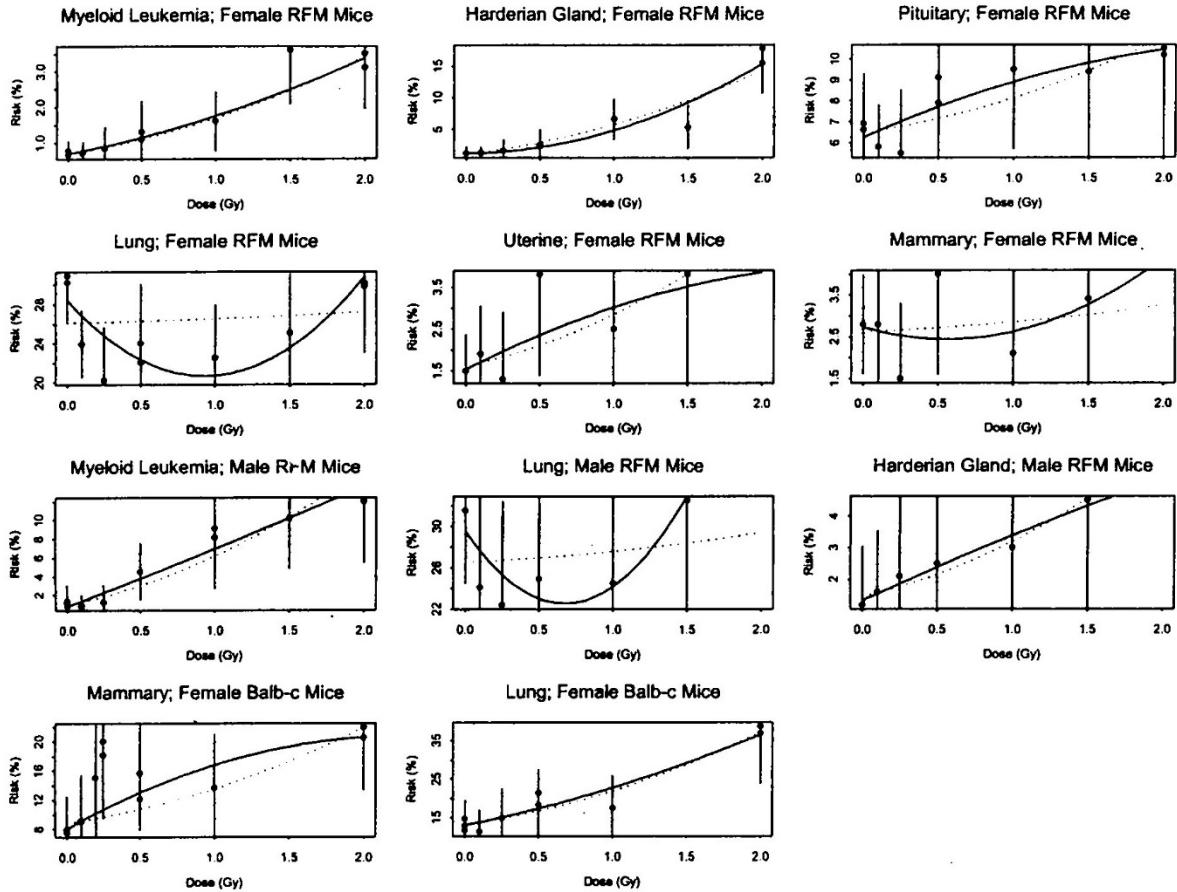 Myeloid Leukemia; Female RFM Mice
Risk (%)
3.0
2.0
1.0
0.0 0.5 1.0 1.5 2.0
Dose (Gy)
Harderian Gland; Female RFM Mice
Risk (%)
15
10
5
0.0 0.5 1.0 1.5 2.0
Dose (Gy)
Pituitary; Female RFM Mice
Risk (%)
10
9
8
7
6
0.0 0.5 1.0 1.5 2.0
Dose (Gy)
Lung; Female RFM Mice
Risk (%)
28
24
20
0.0 0.5 1.0 1.5 2.0
Dose (Gy)
Uterine; Female RFM Mice
Risk (%)
3.5
2.5
1.5
0.0 0.5 1.0 1.5 2.0
Dose (Gy)
Mammary; Female RFM Mice
Risk (%)
3.5
2.5
1.5
0.0 0.5 1.0 1.5 2.0
Dose (Gy)
Myeloid Leukemia; Male RFM Mice
Risk (%)
10
8
6
4
2
0.0 0.5 1.0 1.5 2.0
Dose (Gy)
Lung; Male RFM Mice
Risk (%)
30
26
22
0.0 0.5 1.0 1.5 2.0
Dose (Gy)
Harderian Gland; Male RFM Mice
Risk (%)
4
3
2
0.0 0.5 1.0 1.5 2.0
Dose (Gy)
Mammary; Female Balb-c Mice
Risk (%)
20
16
12
8
0.0 0.5 1.0 1.5 2.0
Dose (Gy)
Lung; Female Balb-c Mice
Risk (%)
35
25
15
0.0 0.5 1.0 1.5 2.0
Dose (Gy)